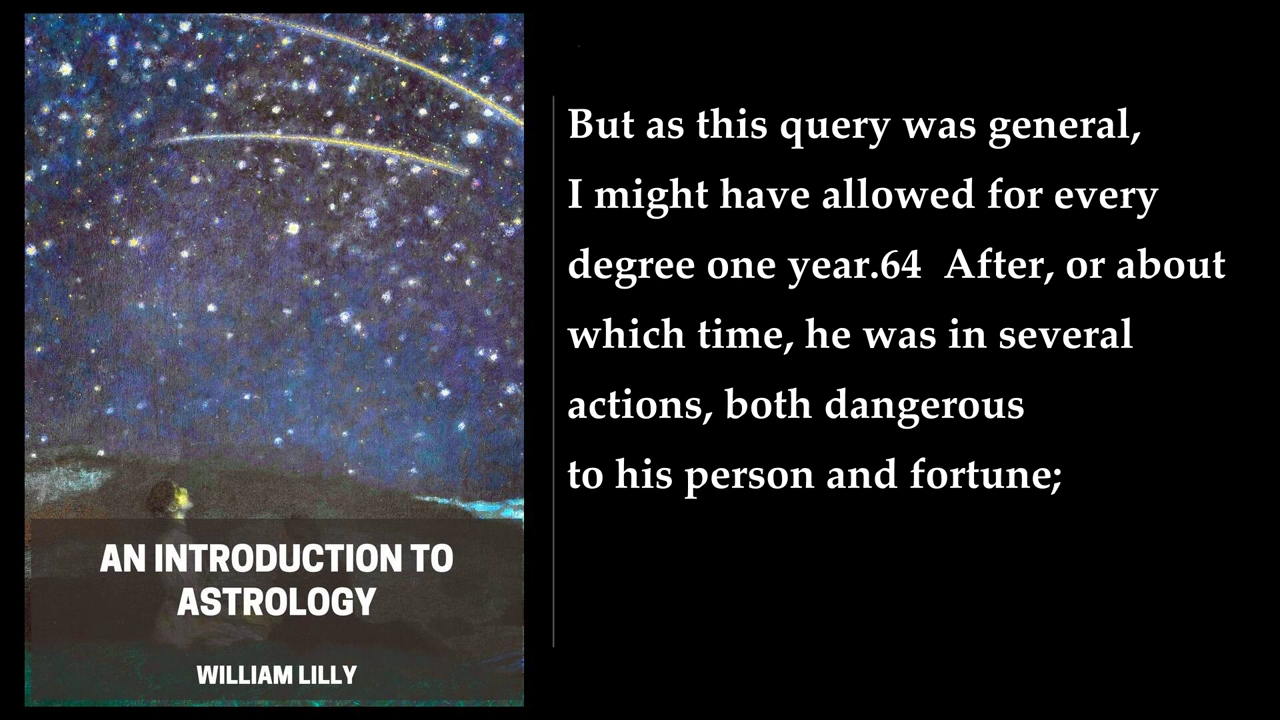 AN INTRODUCTION TO
ASTROLOGY
WILLIAM LILLY
But as this query was general,
I might have allowed for every
degree one year.64  After, or about
which time, he was in several
actions, both dangerous
to his person and fortune;